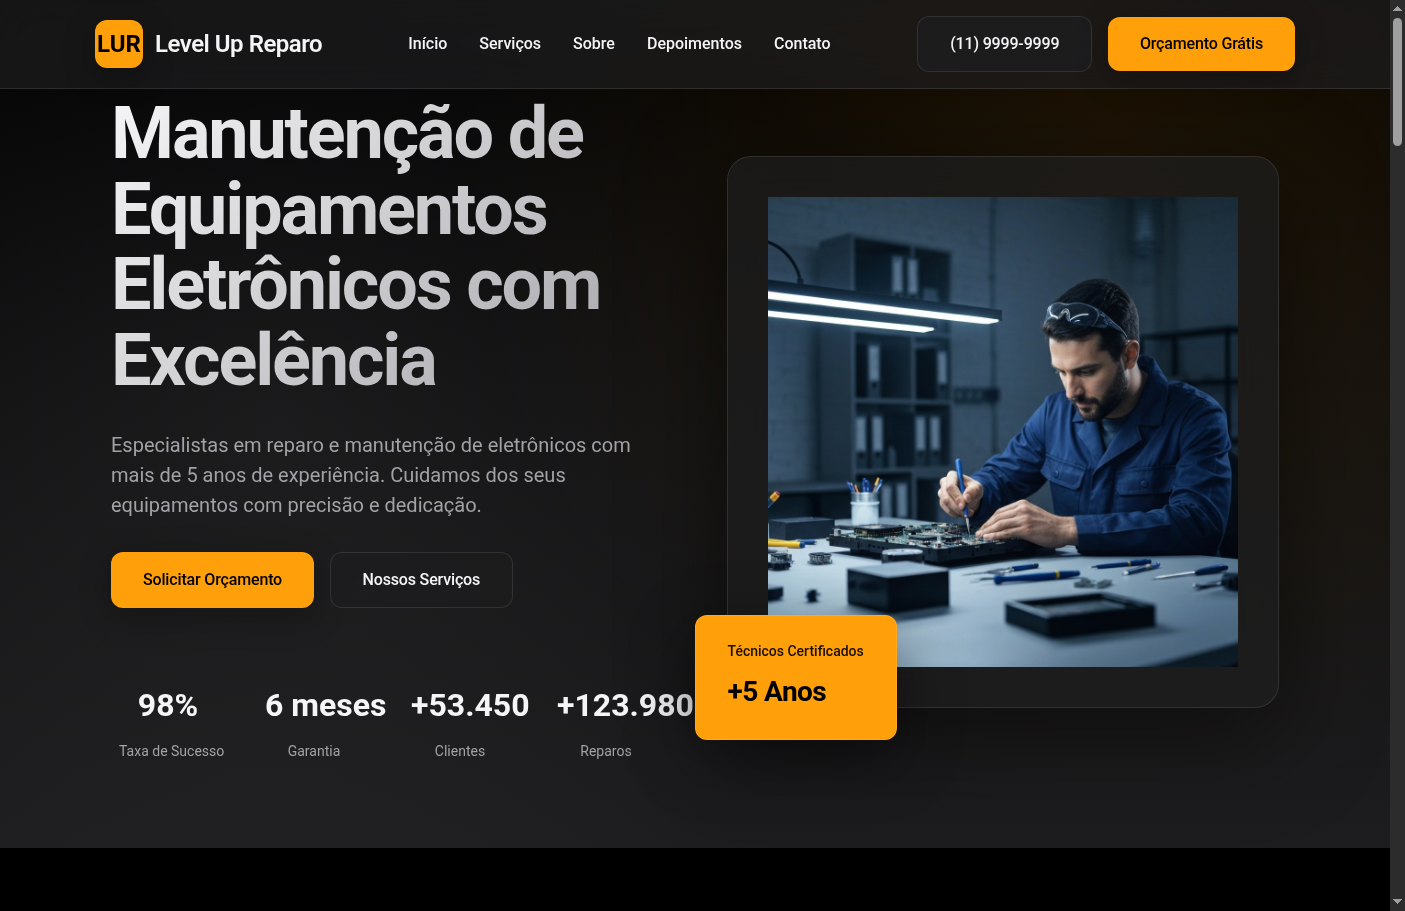 LUR Level Up Reparo
Início Serviços Sobre Depoimentos Contato
(11) 9999-9999
Orçamento Grátis
Manutenção de
Equipamentos
Eletrônicos com
Excelência
Especialistas em reparo e manutenção de eletrônicos com
mais de 5 anos de experiência. Cuidamos dos seus
equipamentos com precisão e dedicação.
Solicitar Orçamento
Nossos Serviços
98%
Taxa de Sucesso
6 meses
Garantia
+53.450
Clientes
+123.980
Reparos
Técnicos Certificados
+5 Anos